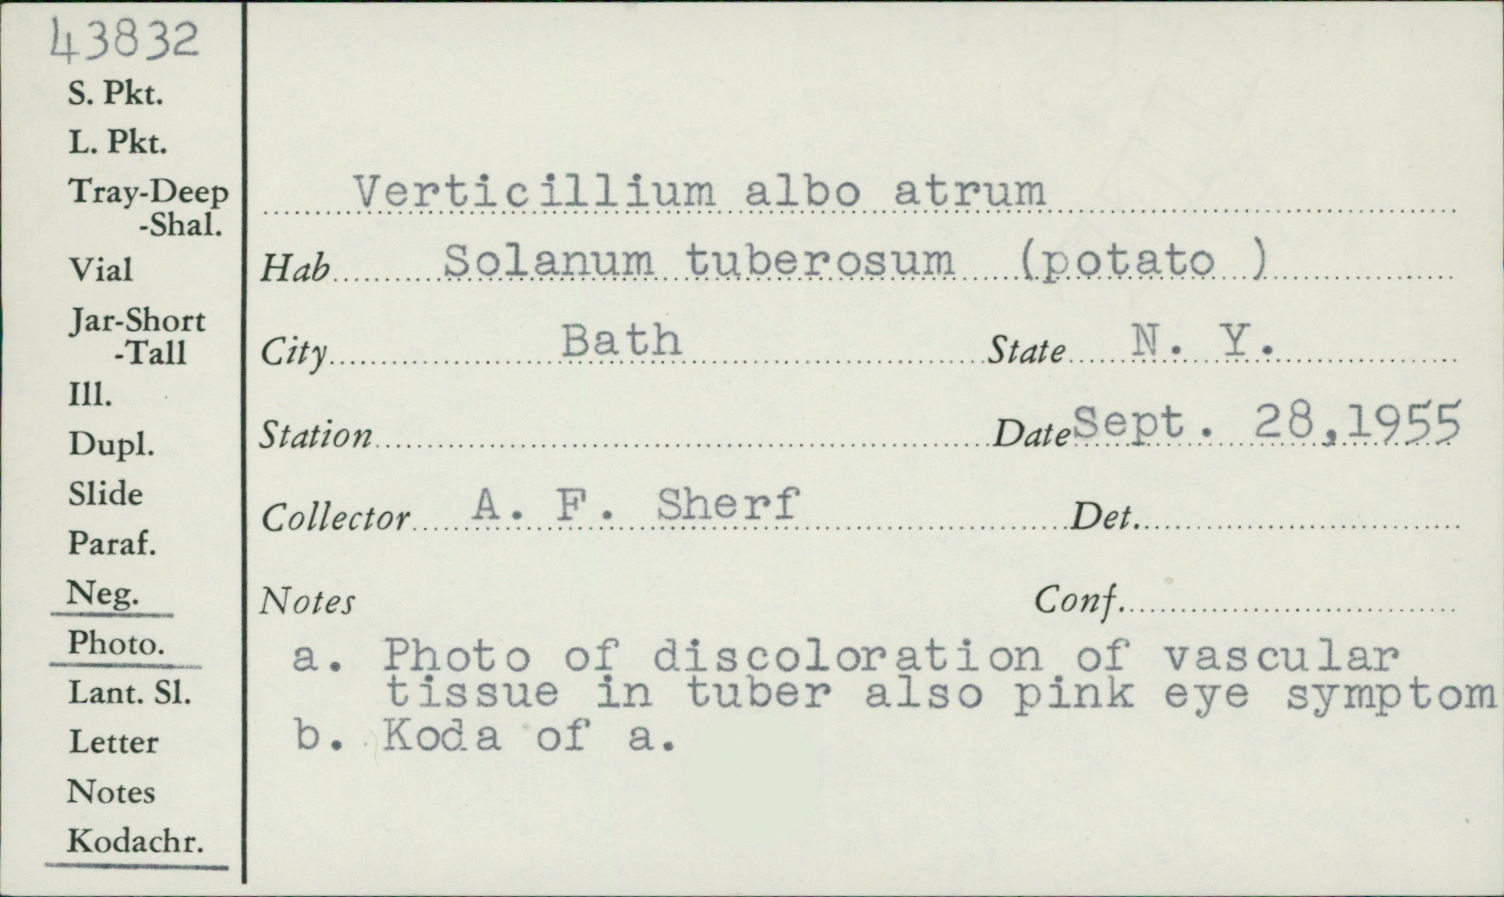 43832
S. Pkt.
L. Pkt.
Tray-Deep
-Shal.
Vial
Jar-Short
-Tall
Ill.
Dupl.
Slide
Paraf.
Neg.
Photo.
Lant. Sl.
Letter
Notes
Kodachr.
Verticillium albo atrum
Hab Solanum tuberosum (potato )
City Bath State N. Y.
Station Date Sept. 28,1955
Collector A. F. Sherf Det.
Notes Conf.
a. Photo of discoloration of vascular
tissue in tuber also pink eye symptom
b. Koda of a.